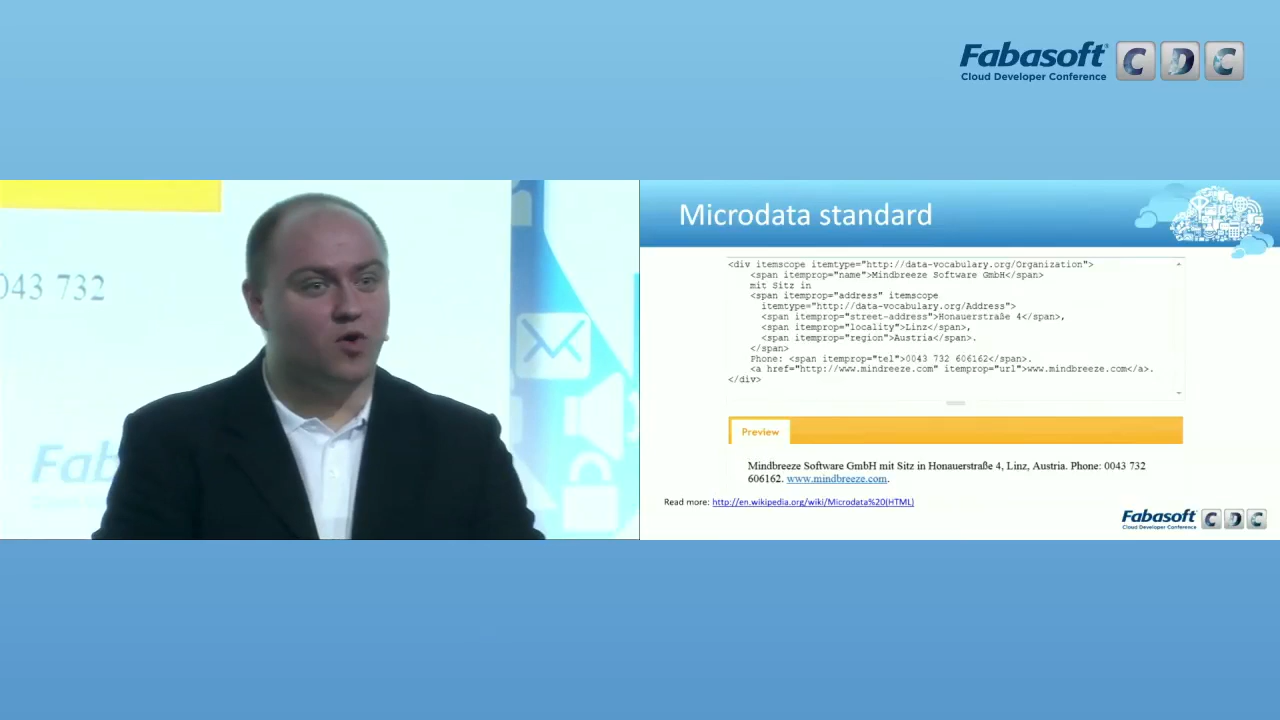 Fabasoft
Cloud Developer Conference
C D C
043 732
Fab
Microdata standard
<div itemscope itemtype="http://data-vocabulary.org/Organization">
<span itemprop="name">Mindbreeze Software GmbH</span>
mit Sitz in
<span itemprop="address" itemscope
itemtype="http://data-vocabulary.org/Address">
<span itemprop="street-address">Honauerstraße 4</span>,
<span itemprop="locality">Linz</span>,
<span itemprop="region">Austria</span>.
</span>
Phone: <span itemprop="tel">0043 732 606162</span>.
<a href="http://www.mindreeze.com" itemprop="url">www.mindbreeze.com</a>.
</div>
Preview
Mindbreeze Software GmbH mit Sitz in Honauerstraße 4, Linz, Austria. Phone: 0043 732
606162. www.mindbreeze.com.
Read more: http://en.wikipedia.org/wiki/Microdata%20(HTML)
Fabasoft
Cloud Developer Conference
C D C